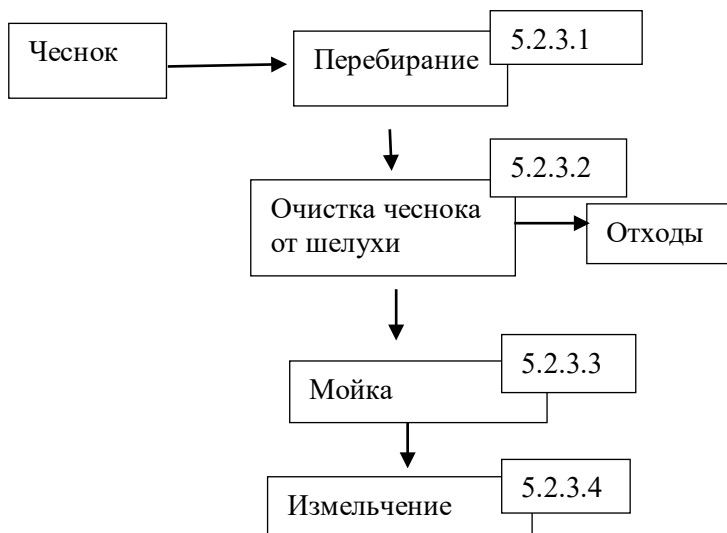 Чеснок
Перебирание
5.2.3.1
5.2.3.2
Очистка чеснока
от шелухи
Отходы
5.2.3.3
Мойка
5.2.3.4
Измельчение